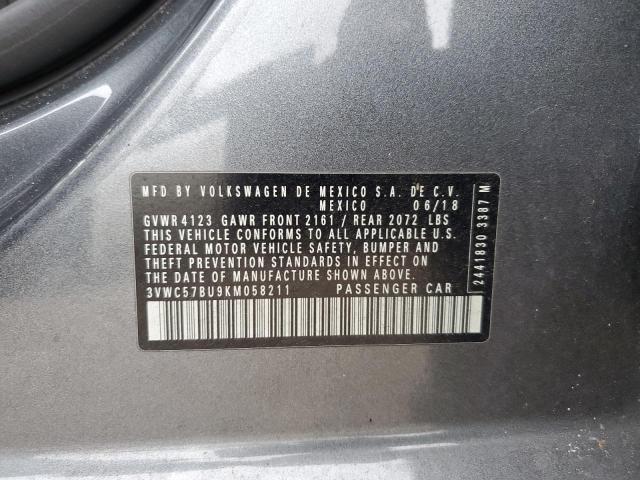 MFD BY VOLKSWAGEN DE MEXICO S.A. DE C.V.
MEXICO 06/18
GVWR 4123 GAWR FRONT 2161 / REAR 2072 LBS
THIS VEHICLE CONFORMS TO ALL APPLICABLE U.S.
FEDERAL MOTOR VEHICLE SAFETY, BUMPER AND
THEFT PREVENTION STANDARDS IN EFFECT ON
THE DATE OF MANUFACTURE SHOWN ABOVE.
3VWC57BU9KM058211 PASSENGER CAR
2441830 3387 M